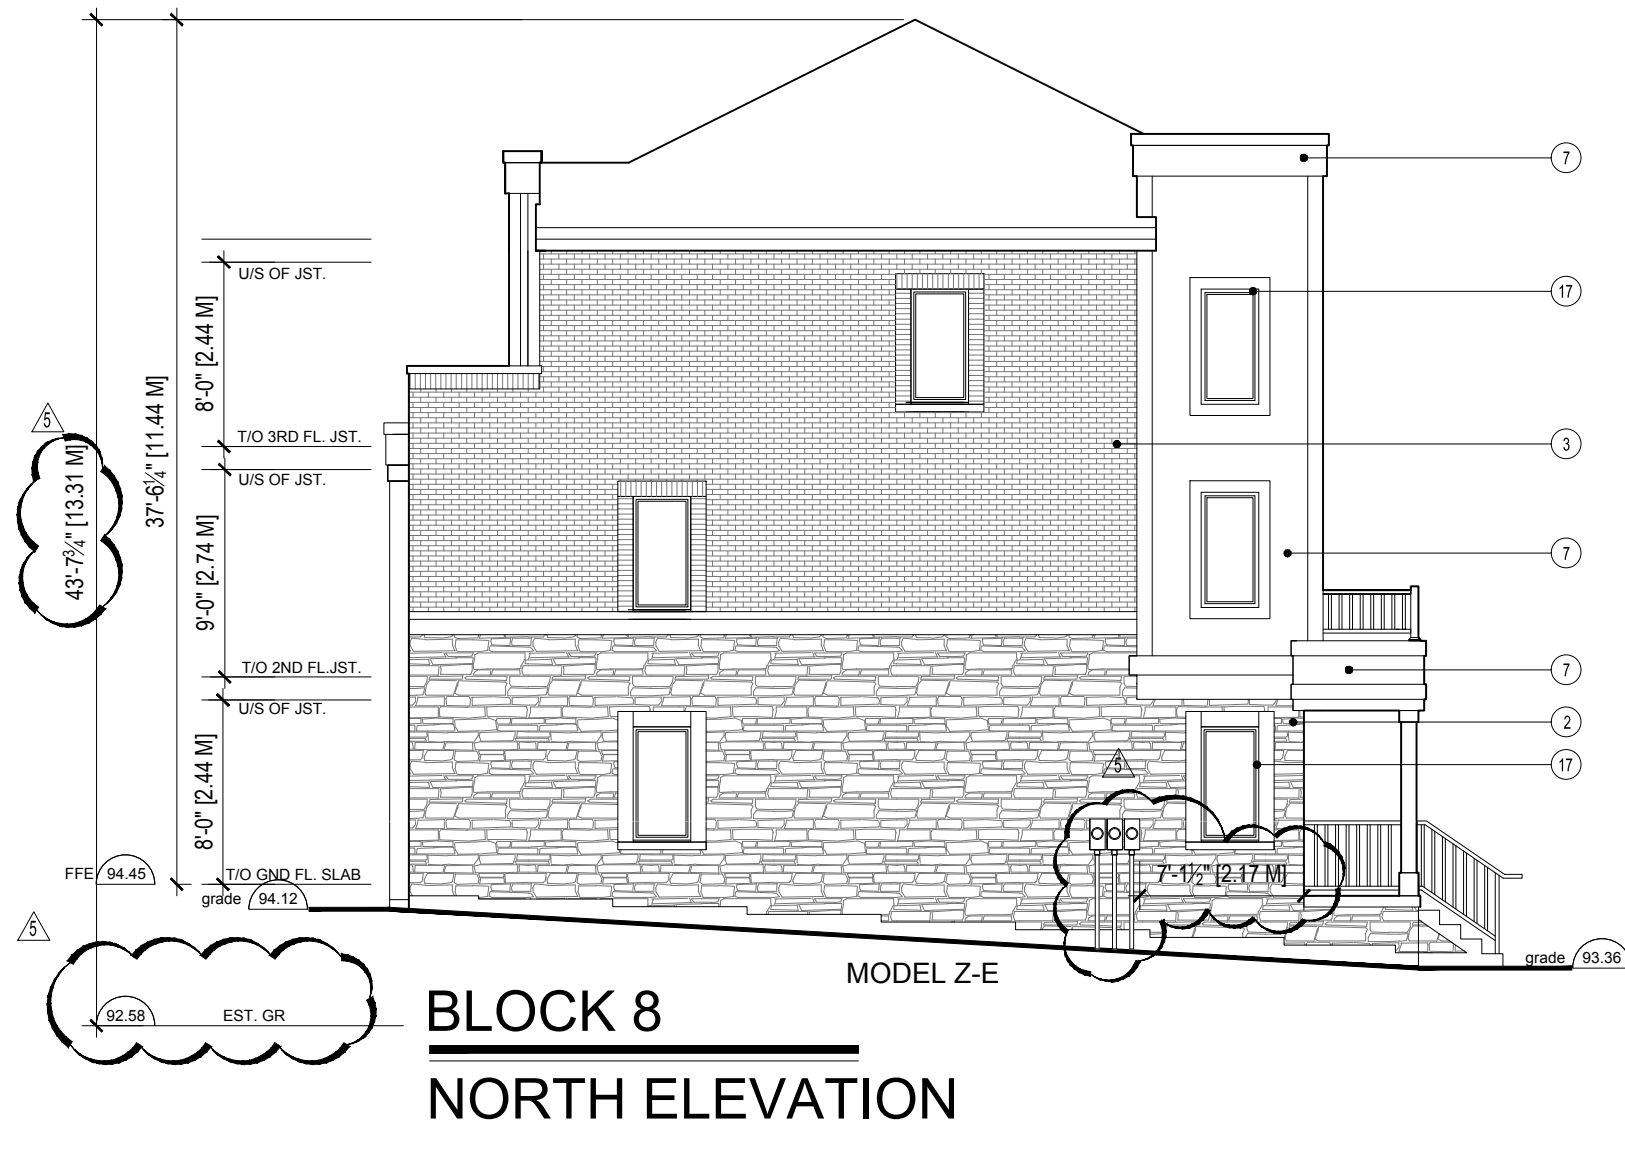 7
17
3
7
7
2
17
U/S OF JST.
8'-0" [2.44 M]
T/O 3RD FL. JST.
U/S OF JST.
9'-0" [2.74 M]
T/O 2ND FL.JST.
U/S OF JST.
8'-0" [2.44 M]
T/O GND FL. SLAB
37'-6¼" [11.44 M]
5
43'-7¾" [13.31 M]
FFE 94.45
grade 94.12
5
7'-1½" [2.17 M]
grade 93.36
5
92.58 EST. GR
MODEL Z-E
BLOCK 8
NORTH ELEVATION